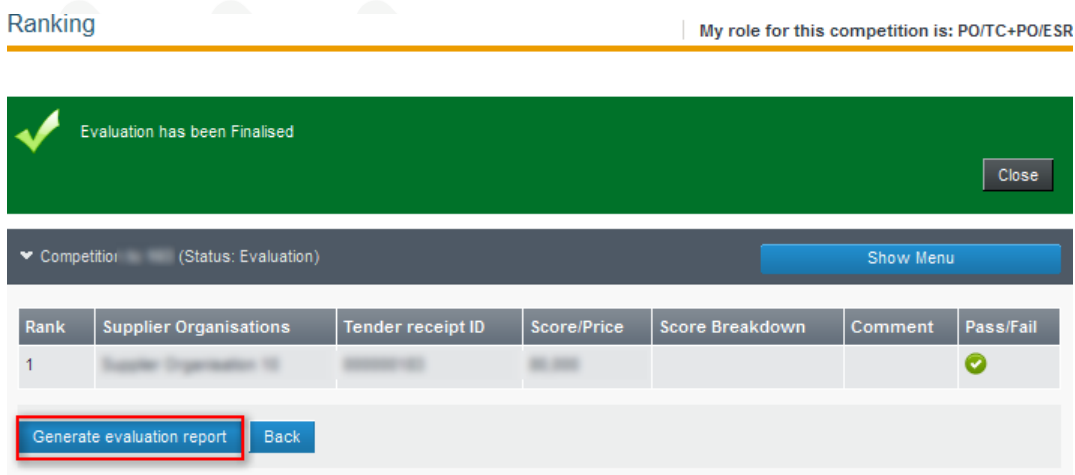 Ranking
My role for this competition is: PO/TC+PO/ESR
Evaluation has been Finalised
Close
Competition (Status: Evaluation)
Show Menu
Rank Supplier Organisations Tender receipt ID Score/Price Score Breakdown Comment Pass/Fail
1
Generate evaluation report Back